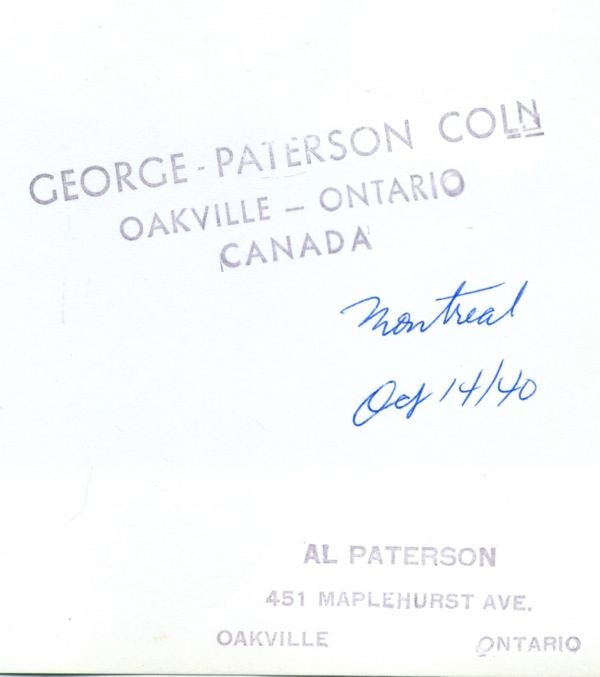 GEORGE-PATERSON COLN
OAKVILLE – ONTARIO
CANADA
Montreal
Oct 14/40
AL PATERSON
451 MAPLEHURST AVE.
OAKVILLE ONTARIO